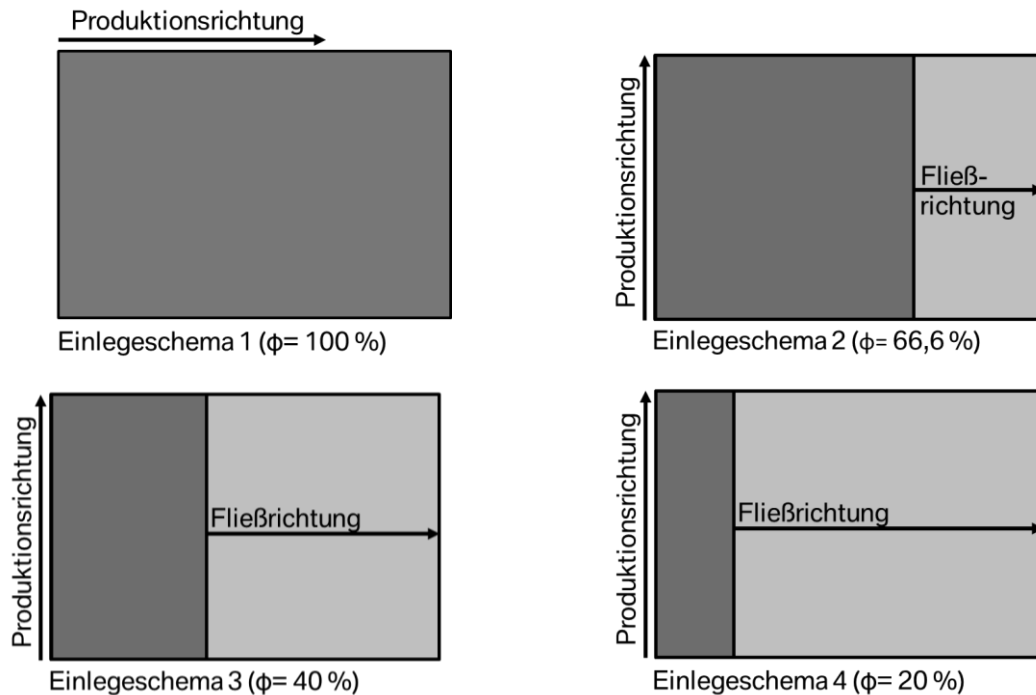 Produktionsrichtung
Einlegeschema 1 (ϕ= 100 %)
Produktionsrichtung
Fließ-
richtung
Einlegeschema 2 (ϕ= 66,6 %)
Produktionsrichtung
Fließrichtung
Einlegeschema 3 (ϕ= 40 %)
Produktionsrichtung
Fließrichtung
Einlegeschema 4 (ϕ= 20 %)